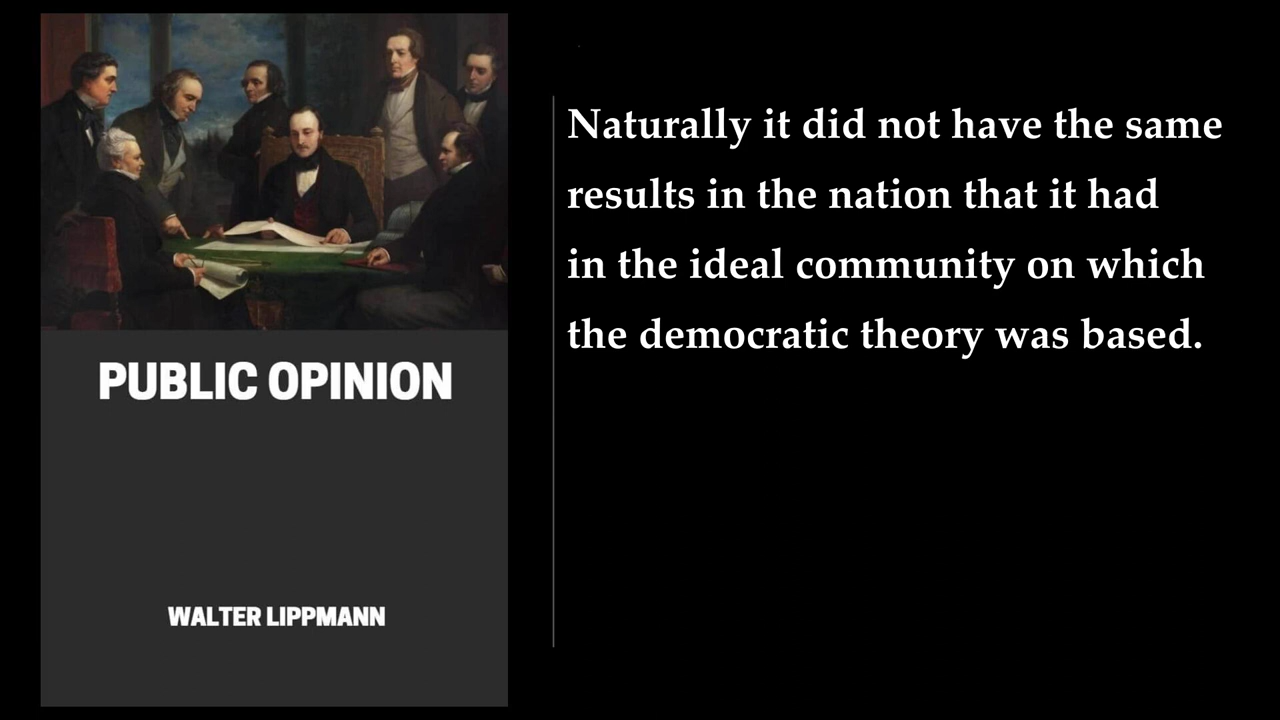 PUBLIC OPINION
WALTER LIPPMANN
Naturally it did not have the same
results in the nation that it had
in the ideal community on which
the democratic theory was based.